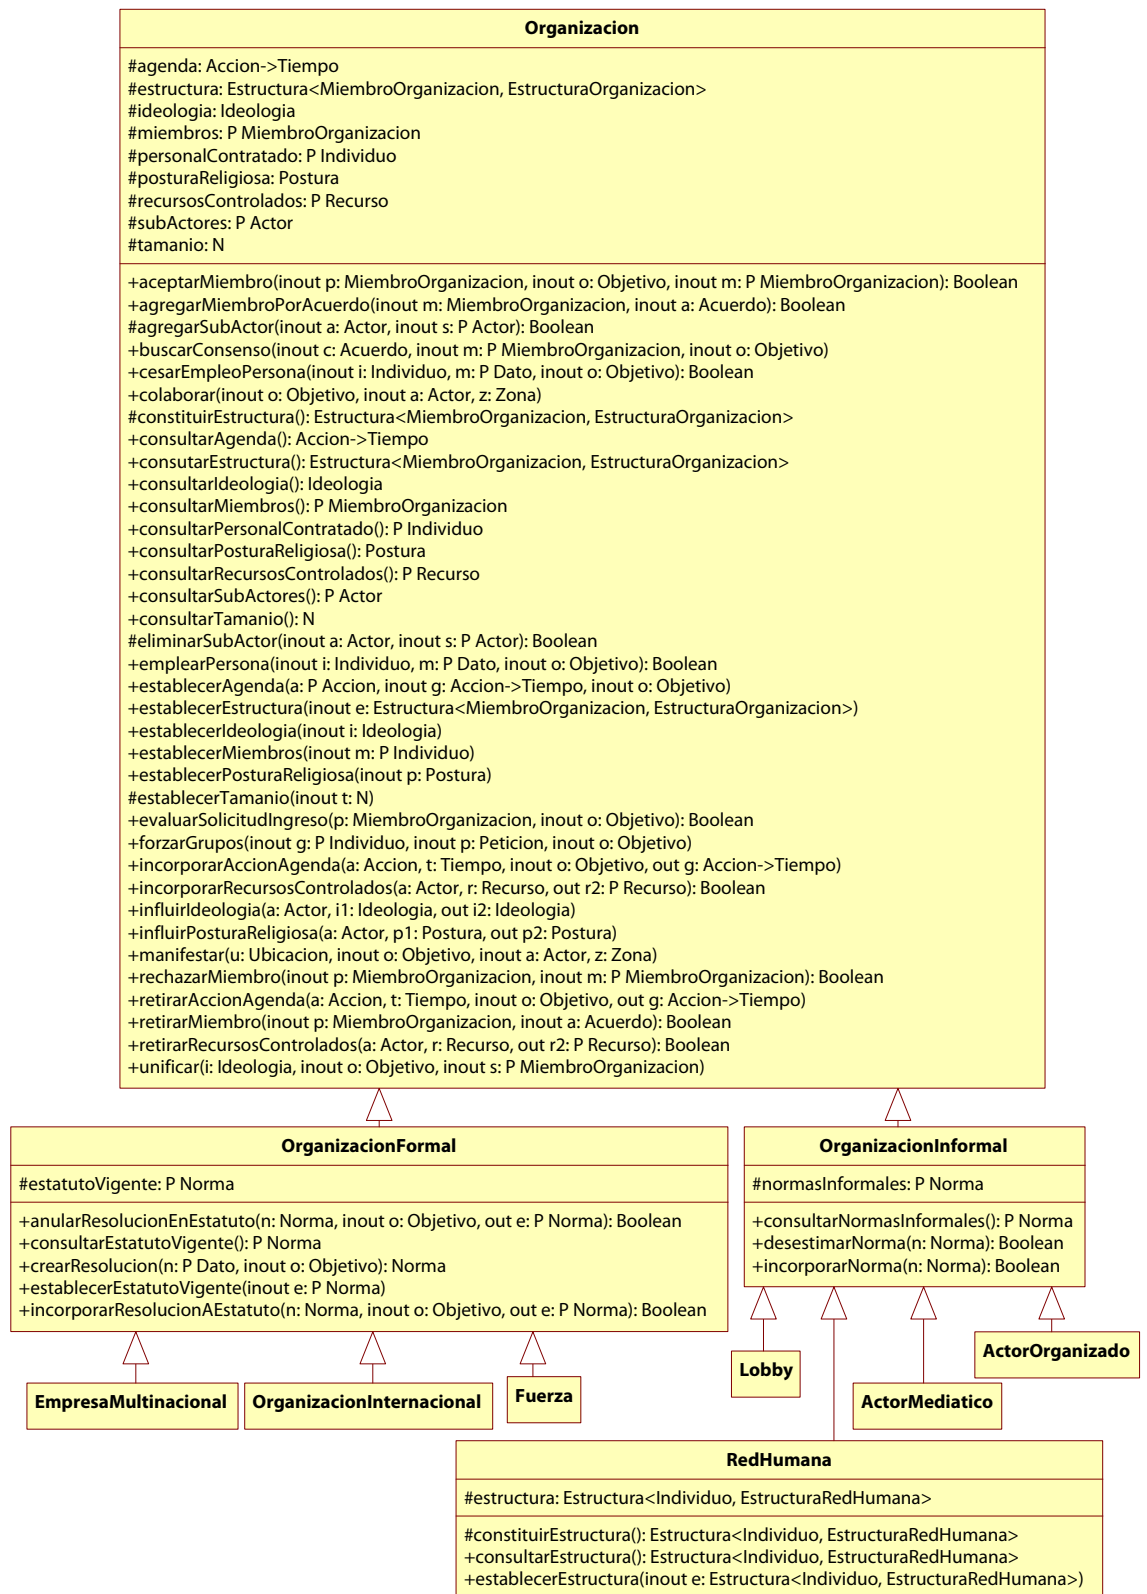 Organizacion
#agenda: Accion->Tiempo
#estructura: Estructura<MiembroOrganizacion, EstructuraOrganizacion>
#ideologia: Ideologia
#miembros: P MiembroOrganizacion
#personalContratado: P Individuo
#posturaReligiosa: Postura
#recursosControlados: P Recurso
#subActores: P Actor
#tamanio: N
+aceptarMiembro(inout p: MiembroOrganizacion, inout o: Objetivo, inout m: P MiembroOrganizacion): Boolean
+agregarMiembroPorAcuerdo(inout m: MiembroOrganizacion, inout a: Acuerdo): Boolean
#agregarSubActor(inout a: Actor, inout s: P Actor): Boolean
+buscarConsenso(inout c: Acuerdo, inout m: P MiembroOrganizacion, inout o: Objetivo)
+cesarEmpleoPersona(inout i: Individuo, m: P Dato, inout o: Objetivo): Boolean
+colaborar(inout o: Objetivo, inout a: Actor, z: Zona)
#constituirEstructura(): Estructura<MiembroOrganizacion, EstructuraOrganizacion>
+consultarAgenda(): Accion->Tiempo
+consutarEstructura(): Estructura<MiembroOrganizacion, EstructuraOrganizacion>
+consultarIdeologia(): Ideologia
+consultarMiembros(): P MiembroOrganizacion
+consultarPersonalContratado(): P Individuo
+consultarPosturaReligiosa(): Postura
+consultarRecursosControlados(): P Recurso
+consultarSubActores(): P Actor
+consultarTamanio(): N
#eliminarSubActor(inout a: Actor, inout s: P Actor): Boolean
+emplearPersona(inout i: Individuo, m: P Dato, inout o: Objetivo): Boolean
+establecerAgenda(a: P Accion, inout g: Accion->Tiempo, inout o: Objetivo)
+establecerEstructura(inout e: Estructura<MiembroOrganizacion, EstructuraOrganizacion>)
+establecerIdeologia(inout i: Ideologia)
+establecerMiembros(inout m: P Individuo)
+establecerPosturaReligiosa(inout p: Postura)
#establecerTamanio(inout t: N)
+evaluarSolicitudIngreso(p: MiembroOrganizacion, inout o: Objetivo): Boolean
+forzarGrupos(inout g: P Individuo, inout p: Peticion, inout o: Objetivo)
+incorporarAccionAgenda(a: Accion, t: Tiempo, inout o: Objetivo, out g: Accion->Tiempo)
+incorporarRecursosControlados(a: Actor, r: Recurso, out r2: P Recurso): Boolean
+influirIdeologia(a: Actor, i1: Ideologia, out i2: Ideologia)
+influirPosturaReligiosa(a: Actor, p1: Postura, out p2: Postura)
+manifestar(u: Ubicacion, inout o: Objetivo, inout a: Actor, z: Zona)
+rechazarMiembro(inout p: MiembroOrganizacion, inout m: P MiembroOrganizacion): Boolean
+retirarAccionAgenda(a: Accion, t: Tiempo, inout o: Objetivo, out g: Accion->Tiempo)
+retirarMiembro(inout p: MiembroOrganizacion, inout a: Acuerdo): Boolean
+retirarRecursosControlados(a: Actor, r: Recurso, out r2: P Recurso): Boolean
+unificar(i: Ideologia, inout o: Objetivo, inout s: P MiembroOrganizacion)
OrganizacionFormal
#estatutoVigente: P Norma
+anularResolucionEnEstatuto(n: Norma, inout o: Objetivo, out e: P Norma): Boolean
+consultarEstatutoVigente(): P Norma
+crearResolucion(n: P Dato, inout o: Objetivo): Norma
+establecerEstatutoVigente(inout e: P Norma)
+incorporarResolucionAEstatuto(n: Norma, inout o: Objetivo, out e: P Norma): Boolean
OrganizacionInformal
#normasInformales: P Norma
+consultarNormasInformales(): P Norma
+desestimarNorma(n: Norma): Boolean
+incorporarNorma(n: Norma): Boolean
EmpresaMultinacional
OrganizacionInternacional
Fuerza
Lobby
ActorMediatico
ActorOrganizado
RedHumana
#estructura: Estructura<Individuo, EstructuraRedHumana>
#constituirEstructura(): Estructura<Individuo, EstructuraRedHumana>
+consultarEstructura(): Estructura<Individuo, EstructuraRedHumana>
+establecerEstructura(inout e: Estructura<Individuo, EstructuraRedHumana>)